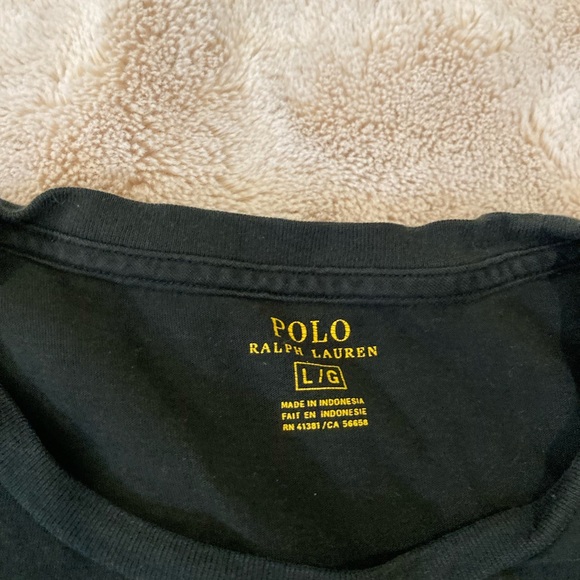 POLO
RALPH LAUREN
L/G
MADE IN INDONESIA
FAIT EN INDONESIE
RN 41381/CA 56658